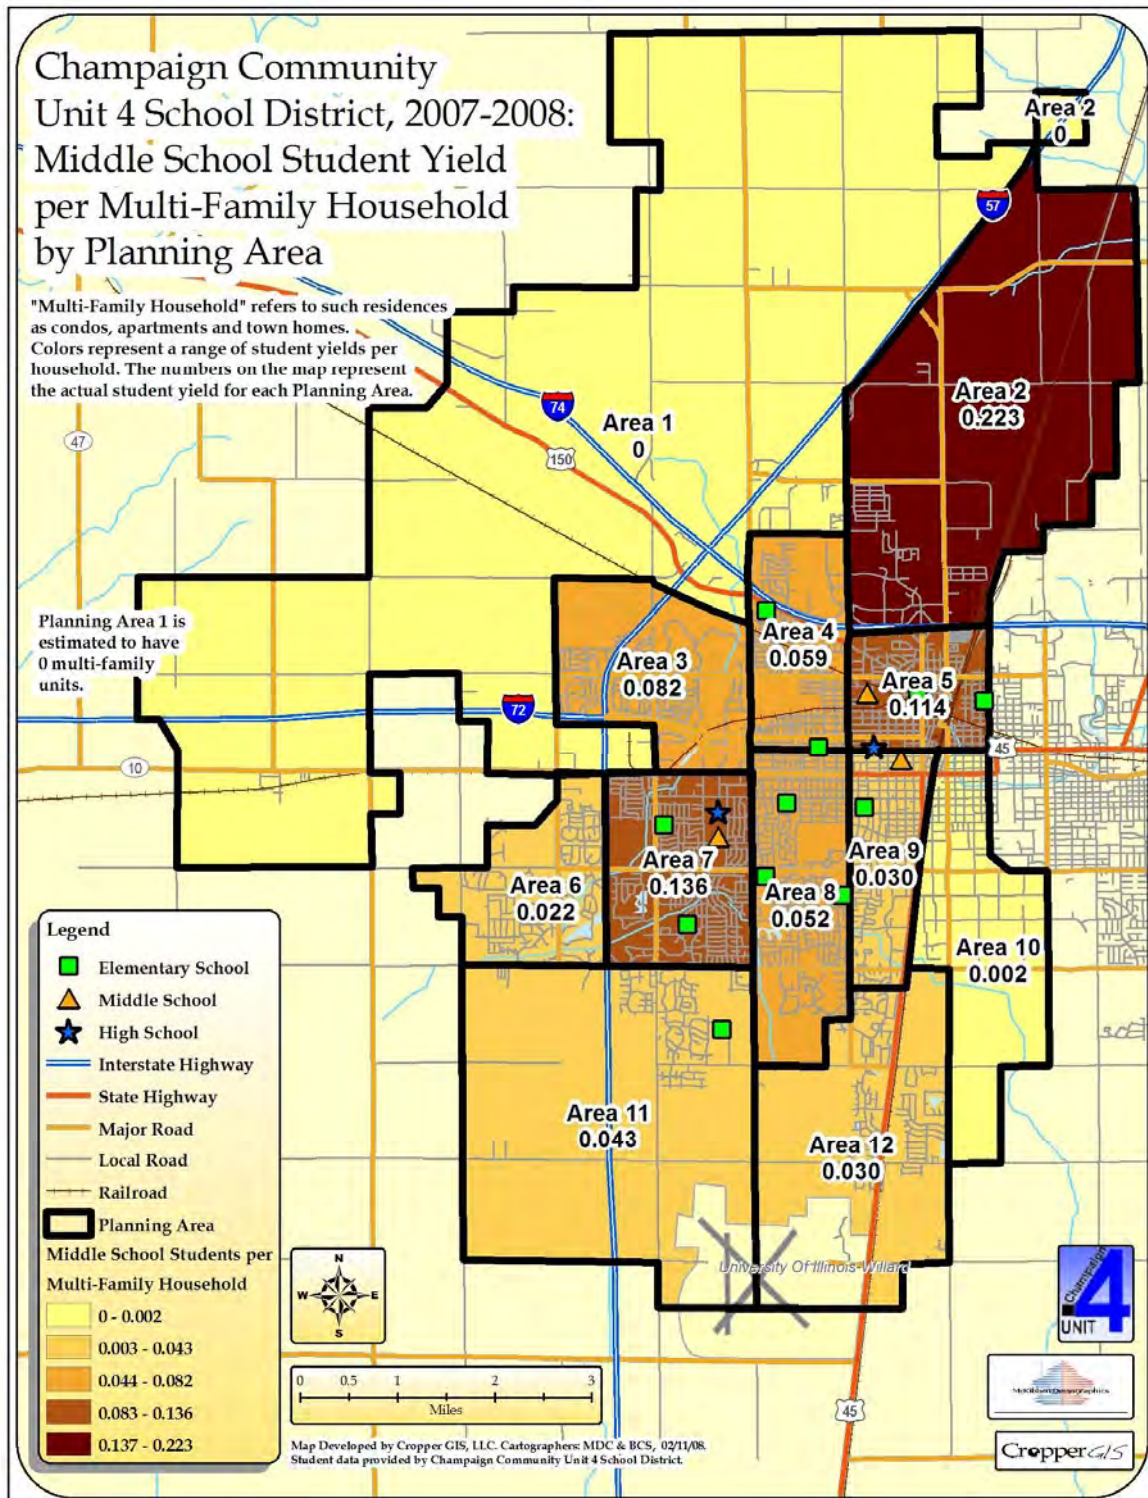 Champaign Community
Unit 4 School District, 2007-2008:
Middle School Student Yield
per Multi-Family Household
by Planning Area
"Multi-Family Household" refers to such residences
as condos, apartments and town homes.
Colors represent a range of student yields per
household. The numbers on the map represent
the actual student yield for each Planning Area.
Area 2
0
57
Area 2
0.223
74
Area 1
0
47
150
Planning Area 1 is
estimated to have
0 multi-family
units.
Area 4
0.059
Area 3
0.082
Area 5
0.114
72
45
10
Area 9
0.030
Area 7
0.136
Area 6
0.022
Area 8
0.052
Area 10
0.002
Area 11
0.043
Area 12
0.030
University Of Illinois-Willard
45
Legend
Elementary School
Middle School
High School
Interstate Highway
State Highway
Major Road
Local Road
Railroad
Planning Area
Middle School Students per
Multi-Family Household
0 - 0.002
0.003 - 0.043
0.044 - 0.082
0.083 - 0.136
0.137 - 0.223
N
W E
S
0 0.5 1 2 3
Miles
Map Developed by Cropper GIS, LLC. Cartographers: MDC & BCS, 02/11/08.
Student data provided by Champaign Community Unit 4 School District.
Champaign
4
UNIT
McKibben Demographics
Cropper GIS